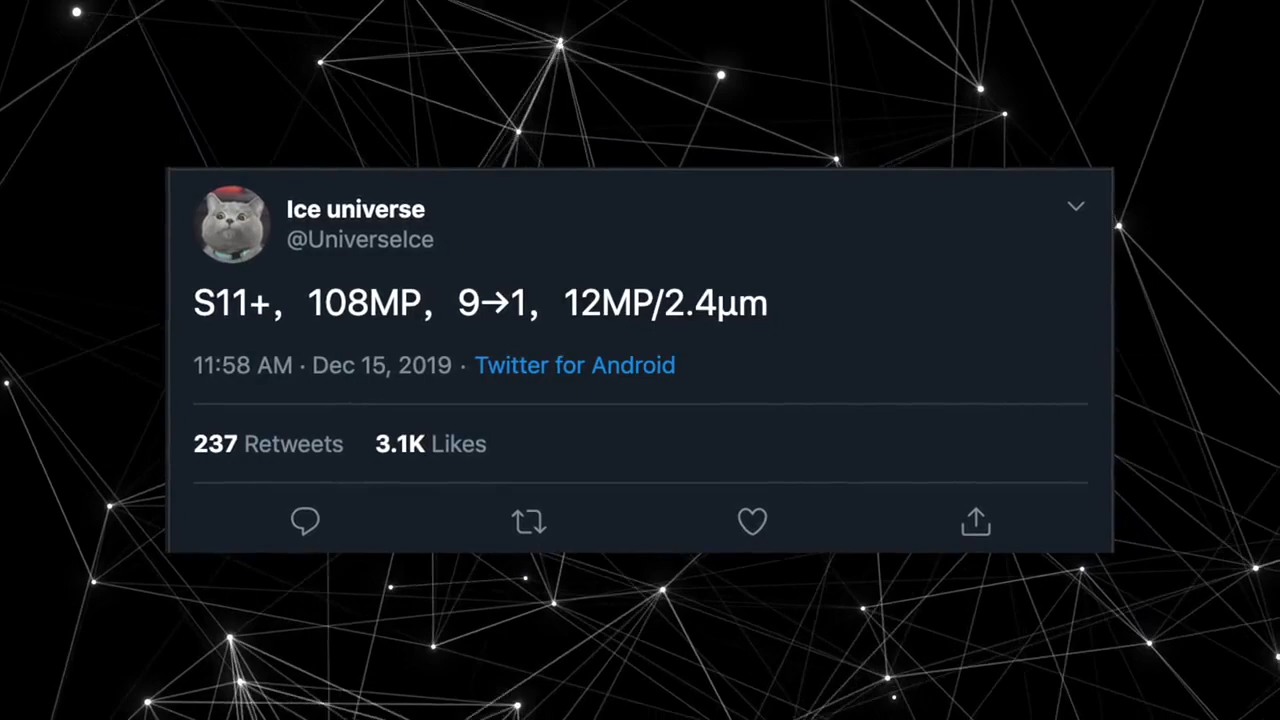 Ice universe
@UniverseIce
S11+, 108MP, 9→1, 12MP/2.4μm
11:58 AM · Dec 15, 2019 · Twitter for Android
237 Retweets 3.1K Likes